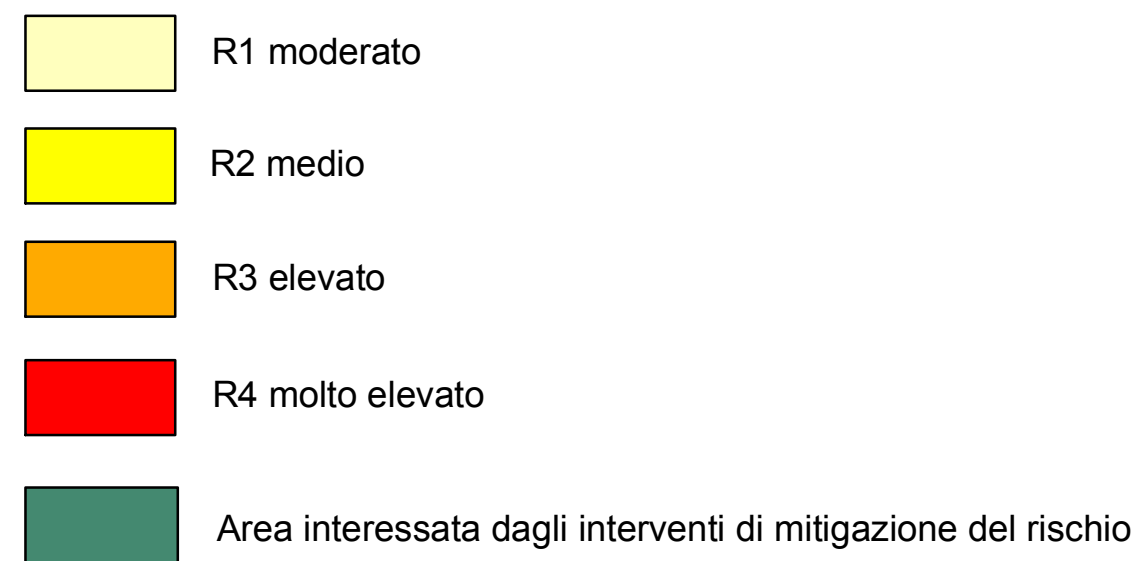 R1 moderato
R2 medio
R3 elevato
R4 molto elevato
Area interessata dagli interventi di mitigazione del rischio